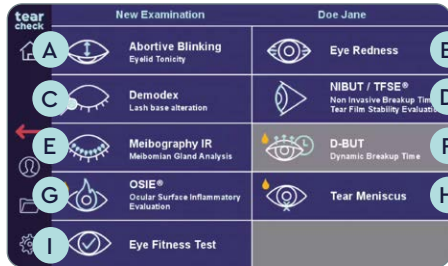 tear
check
New Examination
Doe Jane
A
Abortive Blinking
Eyelid Tonicity
Eye Redness
C
Demodex
Lash base alteration
NIBUT / TFSE®
Non Invasive Breakup Time
Tear Film Stability Evaluation
D
E
Meibography IR
Meibomian Gland Analysis
D-BUT
Dynamic Breakup Time
F
G
OSIE®
Ocular Surface Inflammatory
Evaluation
Tear Meniscus
H
I
Eye Fitness Test